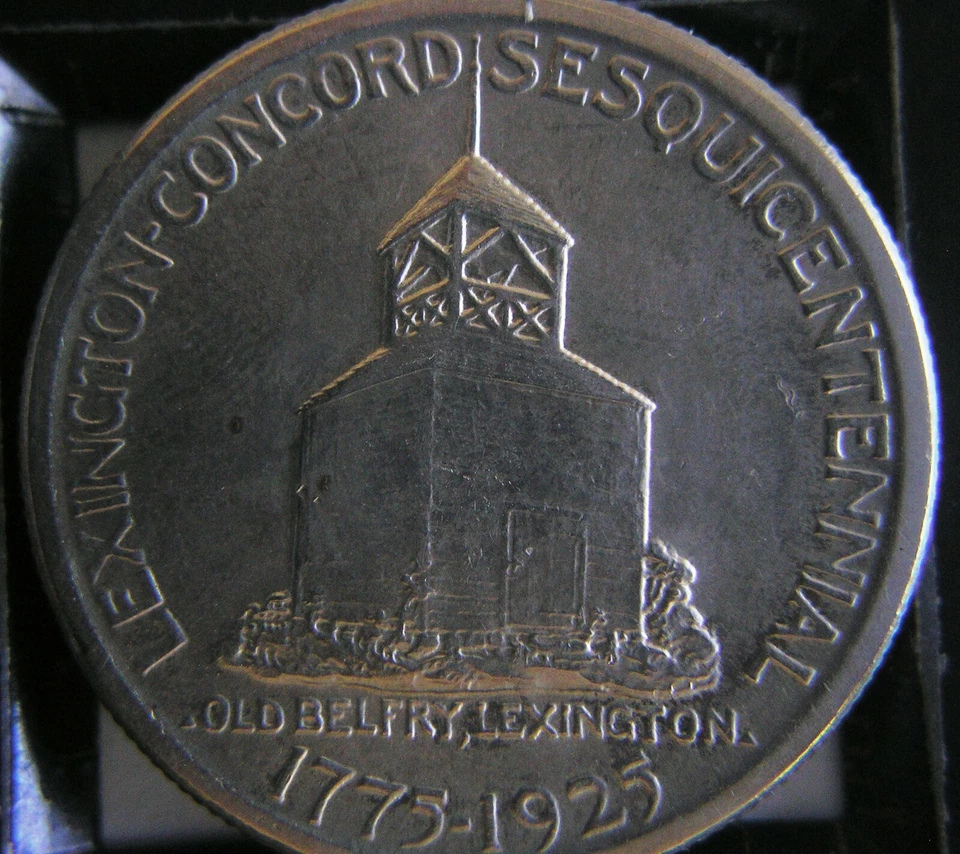 LEXINGTON-CONCORD SESQUICENTENNIAL
OLD BELFRY, LEXINGTON
1775-1925